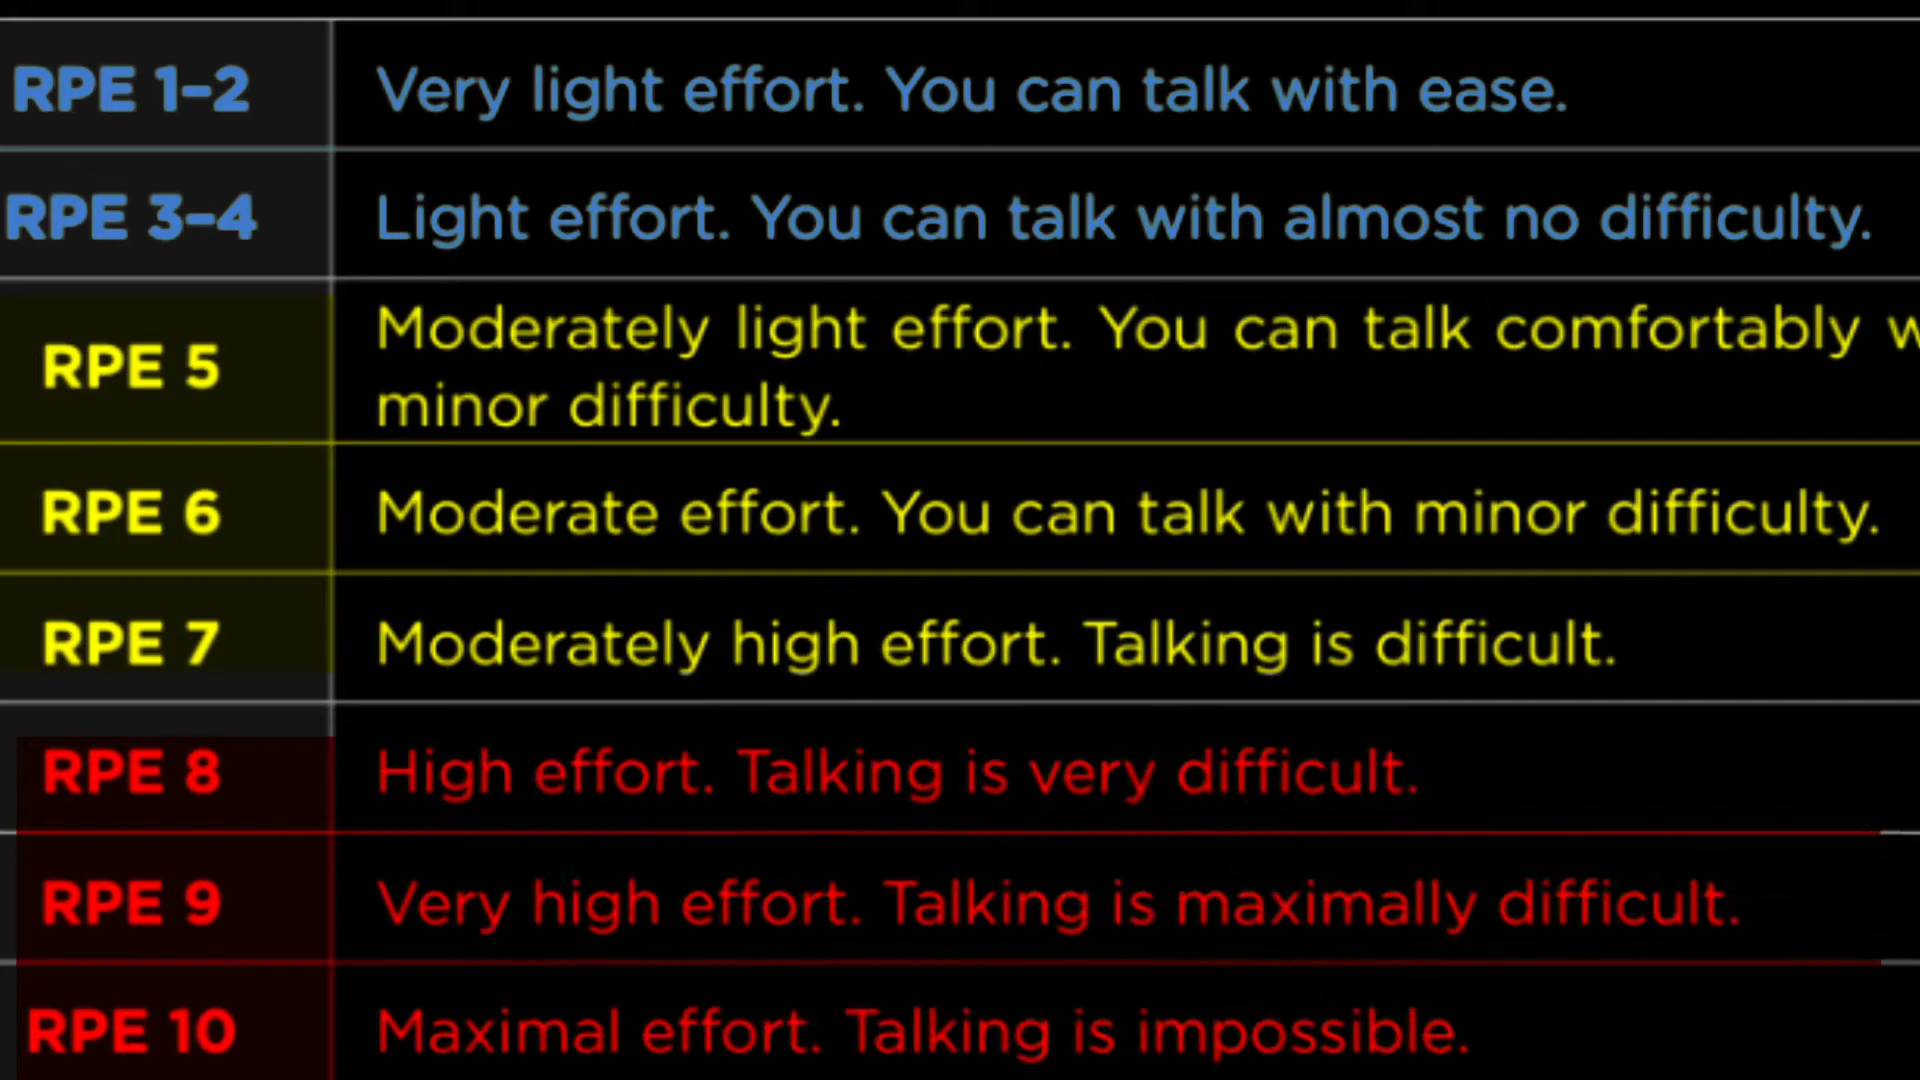 RPE 1–2 Very light effort. You can talk with ease.
RPE 3–4 Light effort. You can talk with almost no difficulty.
RPE 5 Moderately light effort. You can talk comfortably
minor difficulty.
RPE 6 Moderate effort. You can talk with minor difficulty.
RPE 7 Moderately high effort. Talking is difficult.
RPE 8 High effort. Talking is very difficult.
RPE 9 Very high effort. Talking is maximally difficult.
RPE 10 Maximal effort. Talking is impossible.